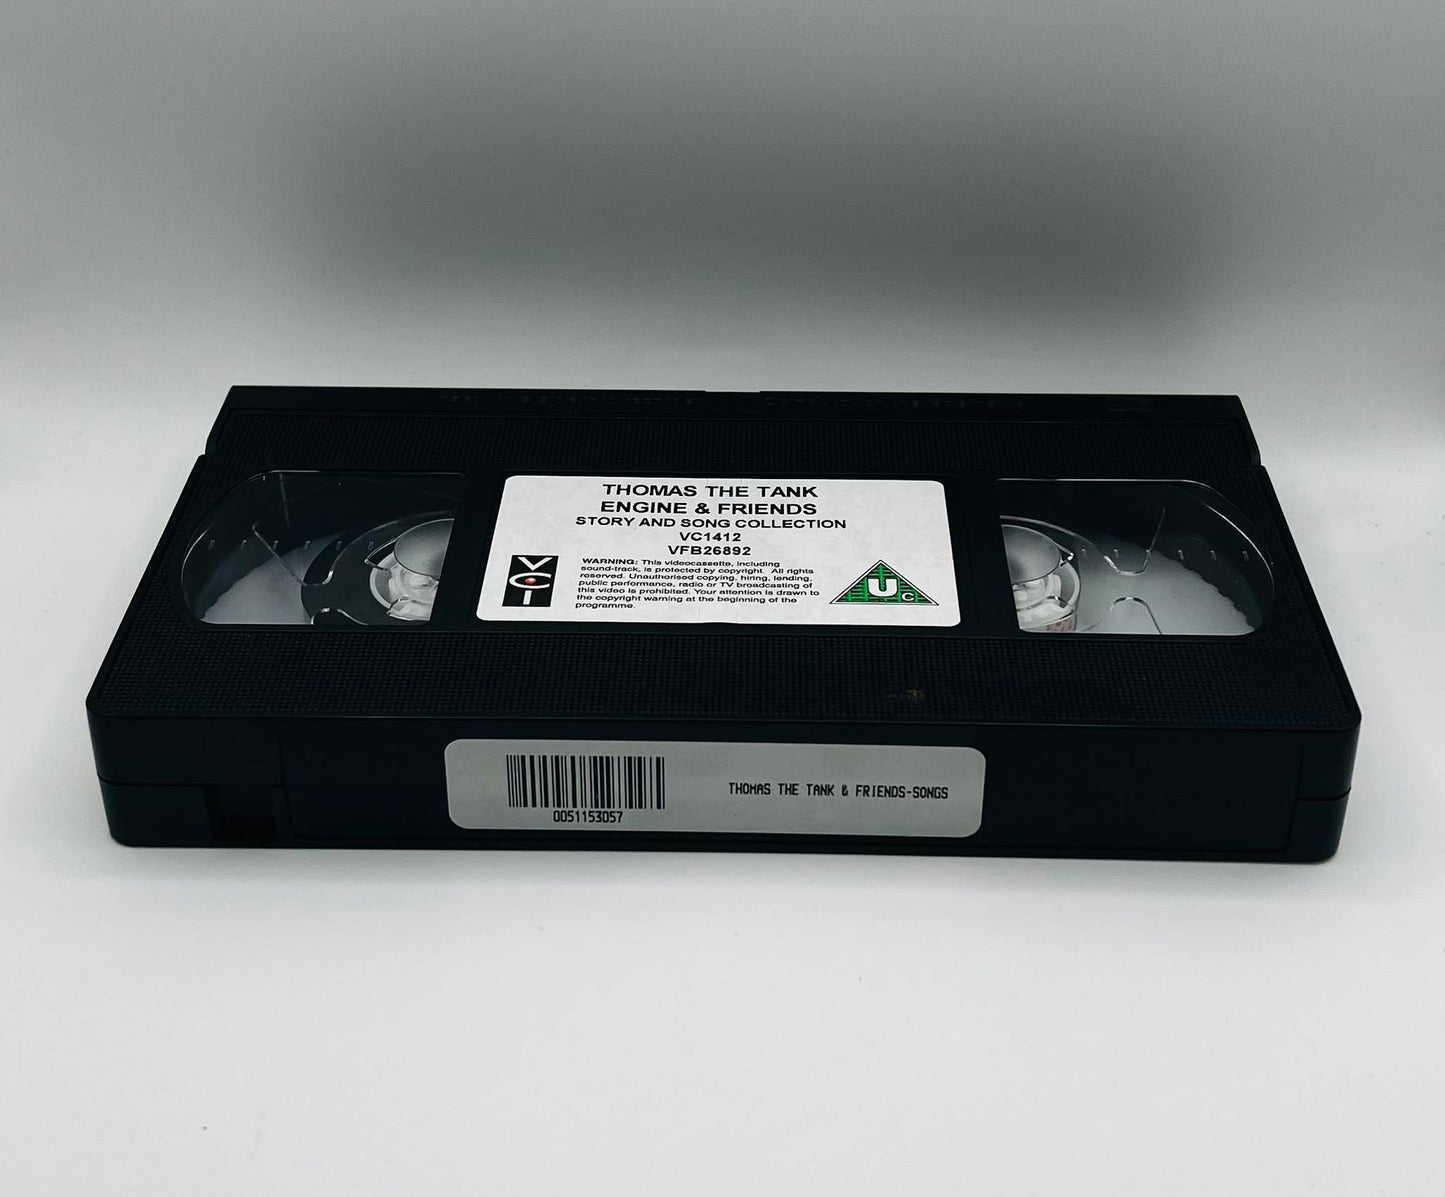 THOMAS THE TANK
ENGINE & FRIENDS
STORY AND SONG COLLECTION
VC1412
VFB26892
VCI
WARNING: This videocassette, including
sound-track, is protected by copyright. All rights
reserved. Unauthorised copying, hiring, lending,
public performance, radio or TV broadcasting of
this video is prohibited. Your attention is drawn to
the copyright warning at the beginning of the
programme.
Uc
0051153057
THOMAS THE TANK & FRIENDS-SONGS